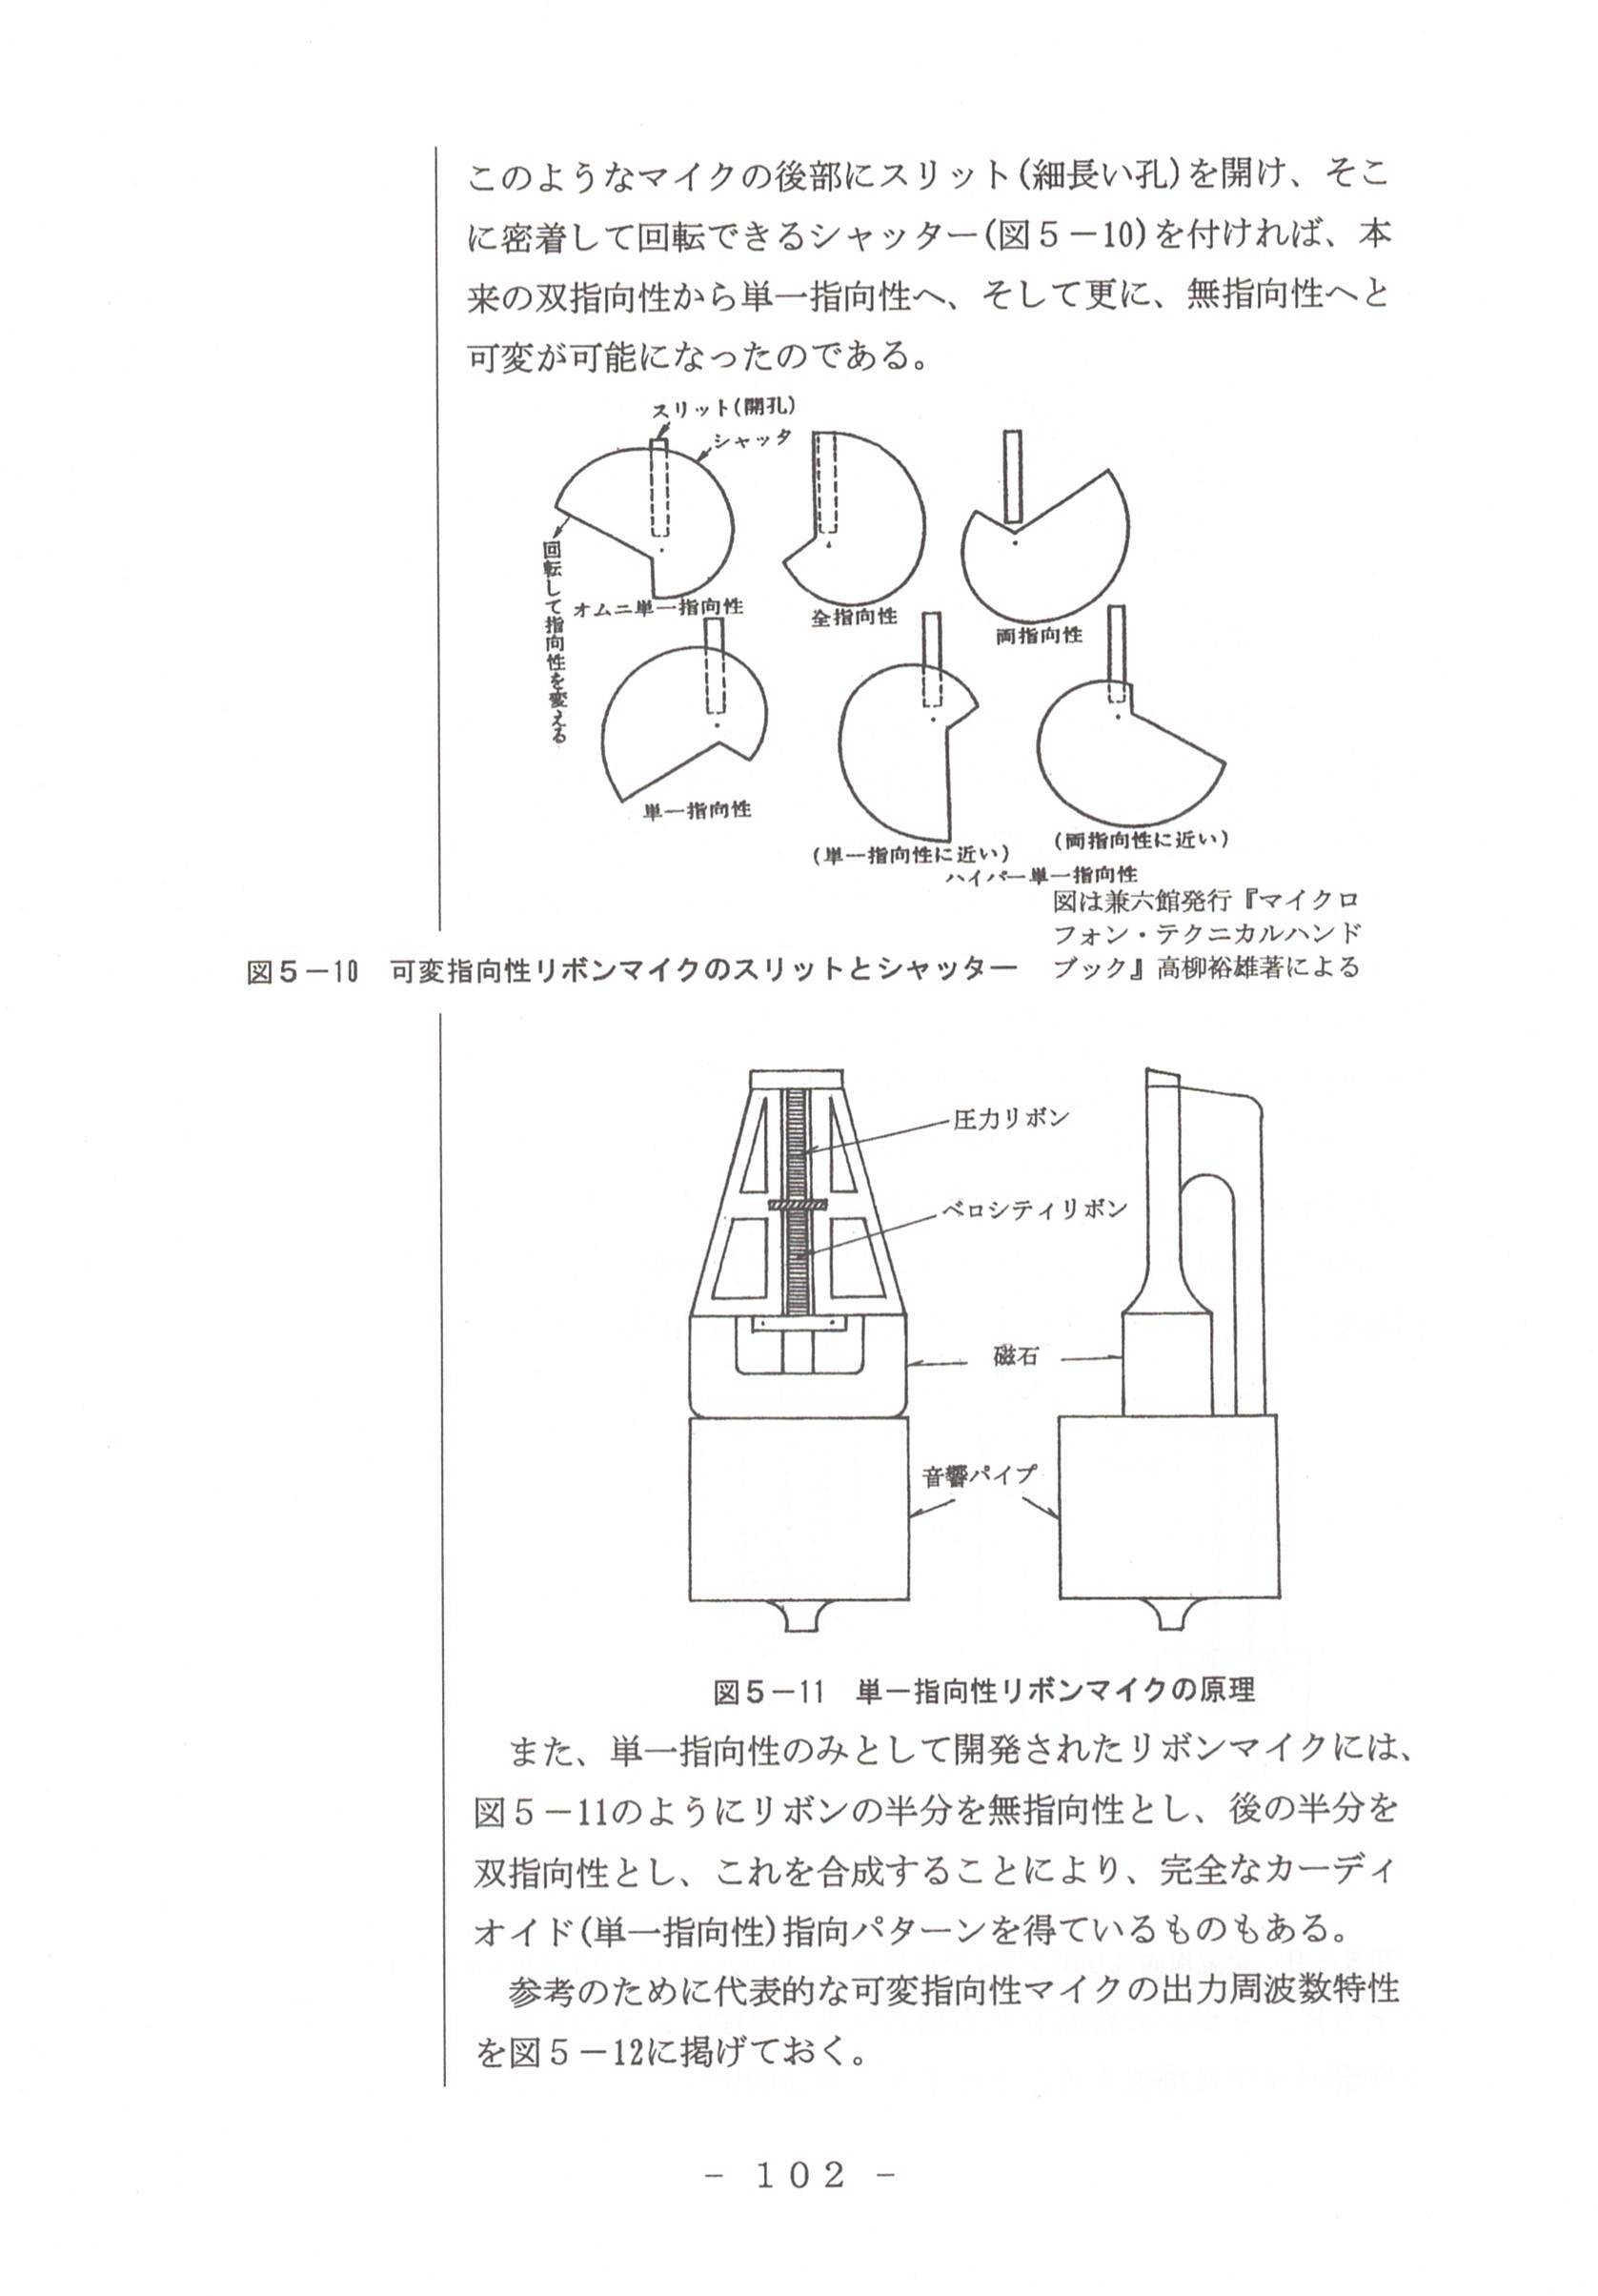 このようなマイクの後部にスリット(細長い孔)を開け、そこ
に密着して回転できるシャッター(図5－10)を付ければ、本
来の双指向性から単一指向性へ、そして更に、無指向性へと
可変が可能になったのである。
スリット(開孔)
シャッタ
回転して指向性を変える
オムニ単一指向性
全指向性
両指向性
単一指向性
(単一指向性に近い)
(両指向性に近い)
ハイパー単一指向性
図は兼六館発行『マイクロ
フォン・テクニカルハンド
ブック』高柳裕雄著による
図5－10　可変指向性リボンマイクのスリットとシャッター
圧力リボン
ベロシティリボン
磁石
音響パイプ
図5－11　単一指向性リボンマイクの原理
また、単一指向性のみとして開発されたリボンマイクには、
図5－11のようにリボンの半分を無指向性とし、後の半分を
双指向性とし、これを合成することにより、完全なカーディ
オイド(単一指向性)指向パターンを得ているものもある。
参考のために代表的な可変指向性マイクの出力周波数特性
を図5－12に掲げておく。
－ 102 －